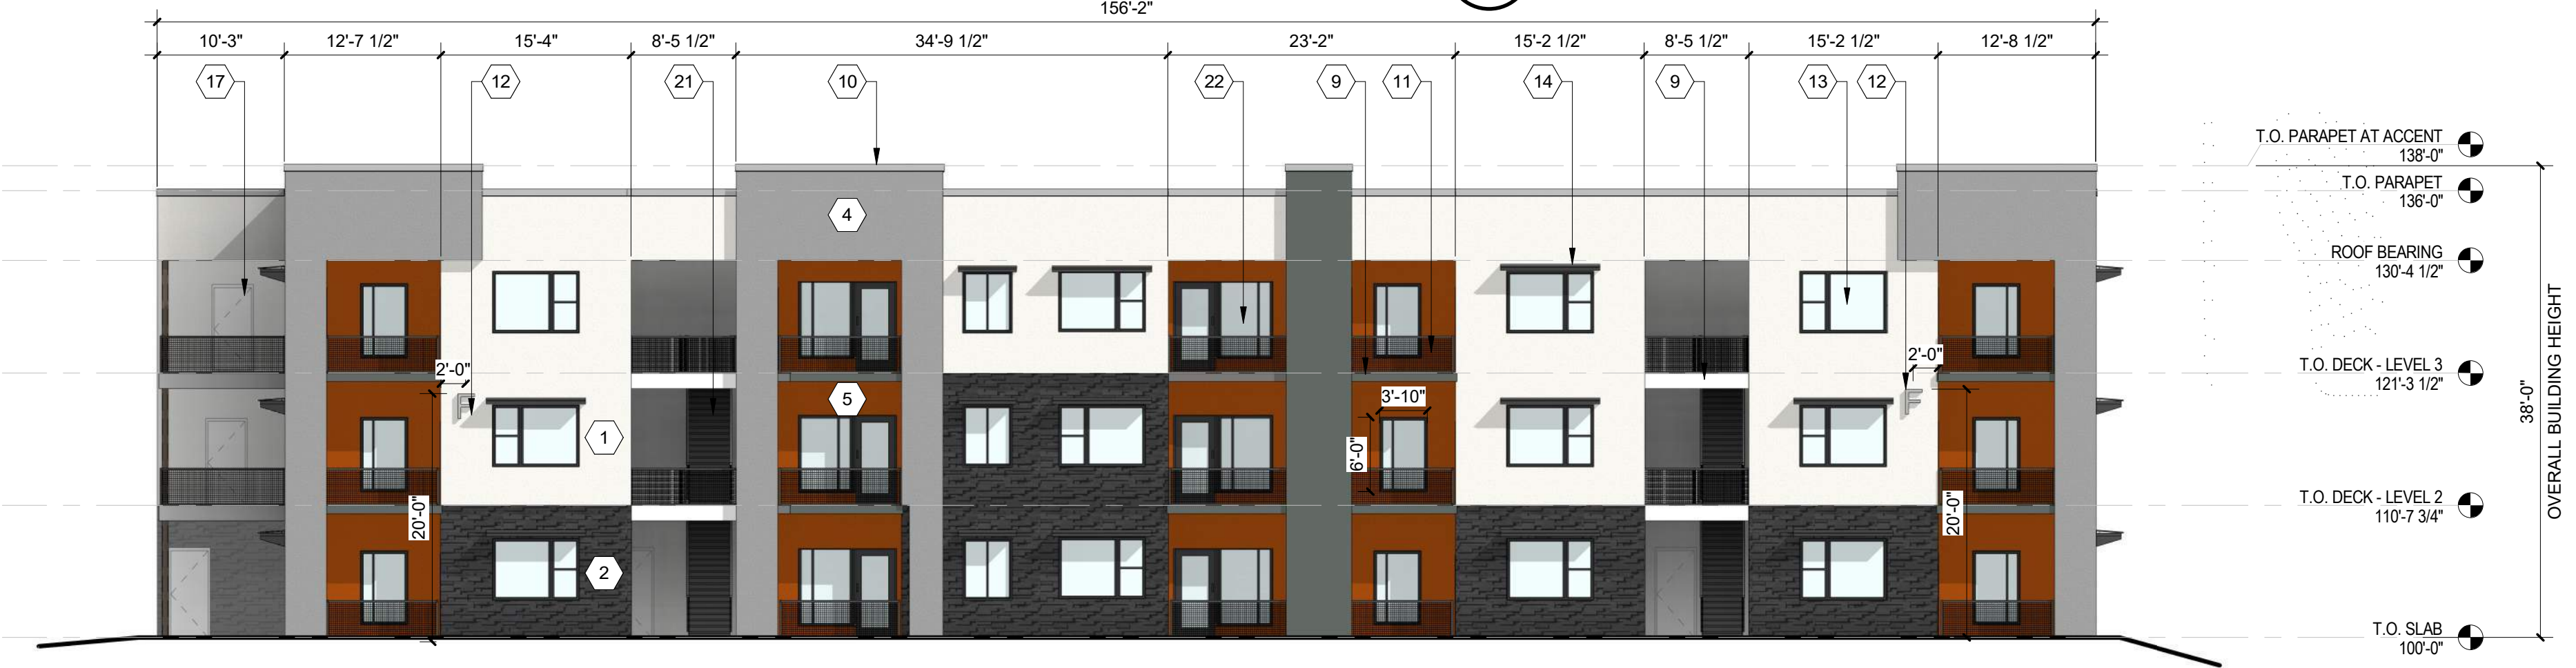 156'-2"
10'-3" 12'-7 1/2" 15'-4" 8'-5 1/2" 34'-9 1/2" 23'-2" 15'-2 1/2" 8'-5 1/2" 15'-2 1/2" 12'-8 1/2"
17 12 21 10 22 9 11 14 9 13 12
T.O. PARAPET AT ACCENT
138'-0"
T.O. PARAPET
136'-0"
4
ROOF BEARING
130'-4 1/2"
2'-0" 2'-0"
T.O. DECK - LEVEL 3
121'-3 1/2"
5
3'-10"
F F
1
6'-0"
38'-0"
OVERALL BUILDING HEIGHT
20'-0" 20'-0"
T.O. DECK - LEVEL 2
110'-7 3/4"
2
T.O. SLAB
100'-0"